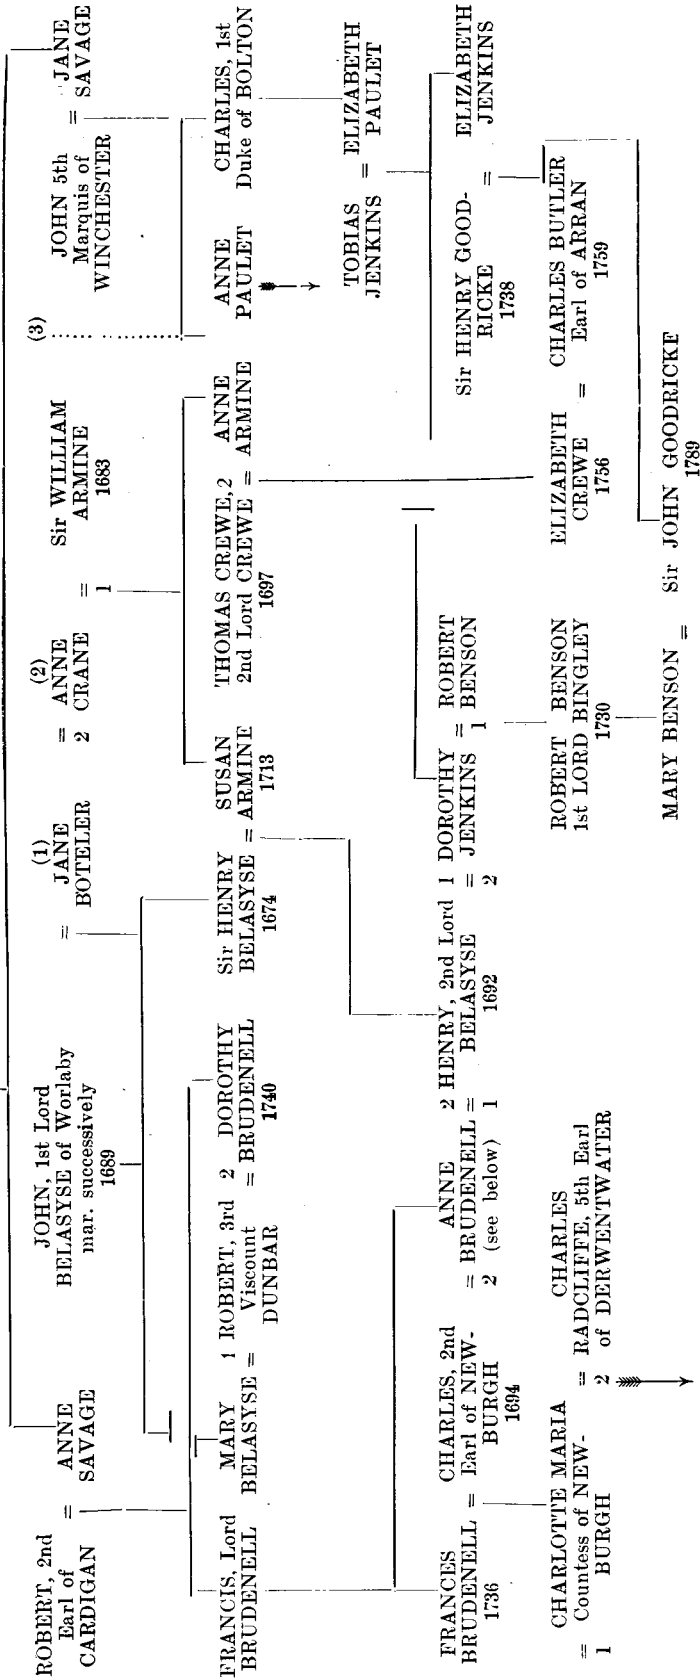 ROBERT, 2nd
Earl of
CARDIGAN
=
ANNE
SAVAGE
JOHN, 1st Lord
BELASYSE of Worlaby
mar. successively
1689
=
(1)
JANE
BOTELER
=
2
(2)
ANNE
CRANE
=
1
Sir WILLIAM
ARMINE
1683
(3)
JOHN 5th
Marquis of
WINCHESTER
=
JANE
SAVAGE
FRANCIS, Lord
BRUDENELL
MARY
BELASYSE =
1 ROBERT, 3rd 2
Viscount
DUNBAR
DOROTHY
= BRUDENELL
1740
Sir HENRY
BELASYSE
1674
SUSAN
= ARMINE
1713
THOMAS CREWE, 2
2nd Lord CREWE =
1697
ANNE
ARMINE
ANNE
PAULET
CHARLES, 1st
Duke of BOLTON
TOBIAS
JENKINS
=
ELIZABETH
PAULET
FRANCES
BRUDENELL
1736
=
CHARLES, 2nd
Earl of NEW-
BURGH
1694
ANNE
= BRUDENELL =
2 (see below) 1
2 HENRY, 2nd Lord 1
BELASYSE
1692
=
2
DOROTHY
JENKINS
=
1
ROBERT
BENSON
Sir HENRY GOOD-
RICKE
1738
=
ELIZABETH
JENKINS
=
1
CHARLOTTE MARIA
Countess of NEW-
BURGH
=
2
CHARLES
RADCLIFFE, 5th Earl
of DERWENTWATER
ROBERT BENSON
1st LORD BINGLEY
1730
ELIZABETH
CREWE
1756
=
CHARLES BUTLER
Earl of ARRAN
1759
MARY BENSON =
Sir JOHN GOODRICKE
1789